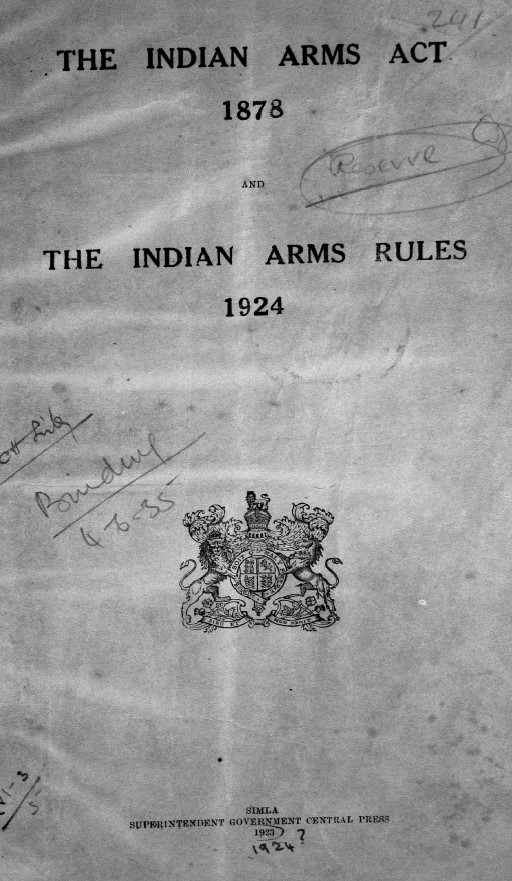 241
THE INDIAN ARMS ACT
1878
Reserve
AND
THE INDIAN ARMS RULES
1924
Binding
4-6-35
SIMLA
SUPERINTENDENT GOVERNMENT CENTRAL PRESS
1923
1924?